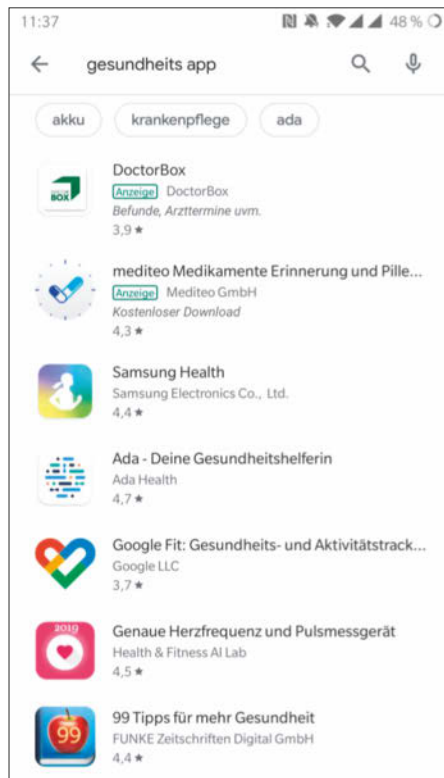 11:37 48 %
gesundheits app
akku krankenpflege ada
DoctorBox
Anzeige DoctorBox
Befunde, Arzttermine uvm.
3,9 ★
mediteo Medikamente Erinnerung und Pille...
Anzeige Mediteo GmbH
Kostenloser Download
4,3 ★
Samsung Health
Samsung Electronics Co., Ltd.
4,4 ★
Ada - Deine Gesundheitshelferin
Ada Health
4,7 ★
Google Fit: Gesundheits- und Aktivitätstrack...
Google LLC
3,7 ★
2019
Genaue Herzfrequenz und Pulsmessgerät
Health & Fitness AI Lab
4,5 ★
99
99 Tipps für mehr Gesundheit
FUNKE Zeitschriften Digital GmbH
4,4 ★